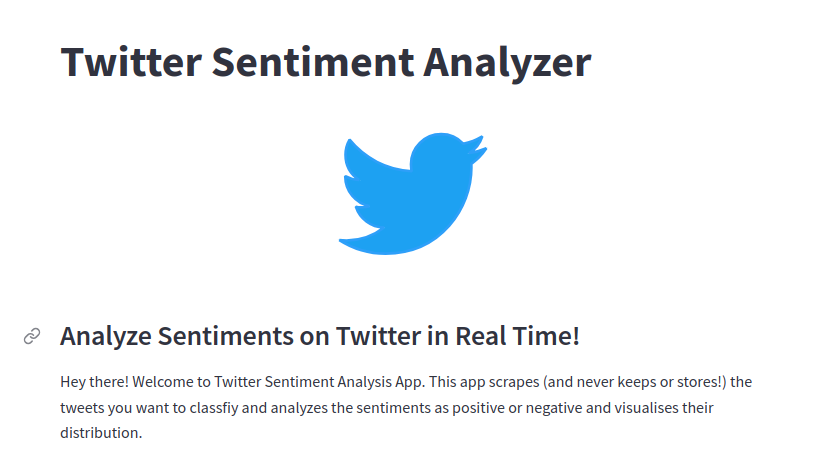 Twitter Sentiment Analyzer
Analyze Sentiments on Twitter in Real Time!
Hey there! Welcome to Twitter Sentiment Analysis App. This app scrapes (and never keeps or stores!) the
tweets you want to classfiy and analyzes the sentiments as positive or negative and visualises their
distribution.